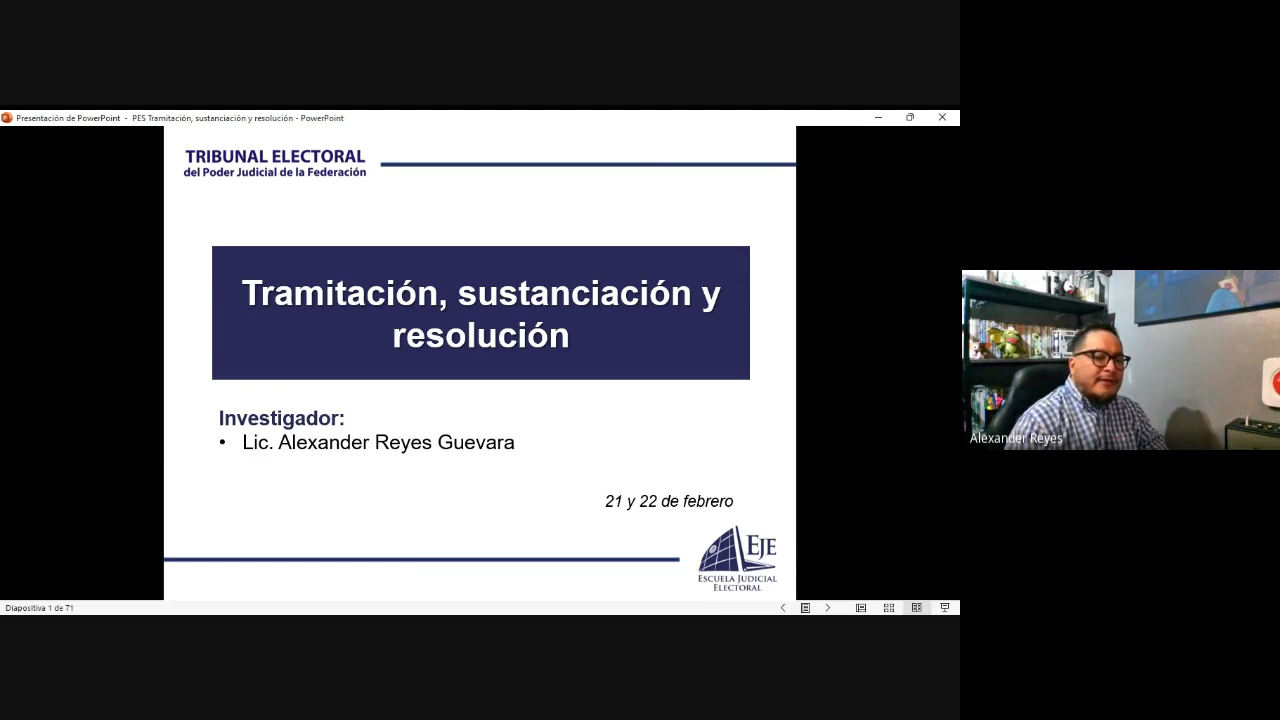 Presentación de PowerPoint - PES Tramitación, sustanciación y resolución - PowerPoint
TRIBUNAL ELECTORAL
del Poder Judicial de la Federación
Tramitación, sustanciación y
resolución
Investigador:
• Lic. Alexander Reyes Guevara
21 y 22 de febrero
EJE
ESCUELA JUDICIAL
ELECTORAL
Diapositiva 1 de 71
Alexander Reyes